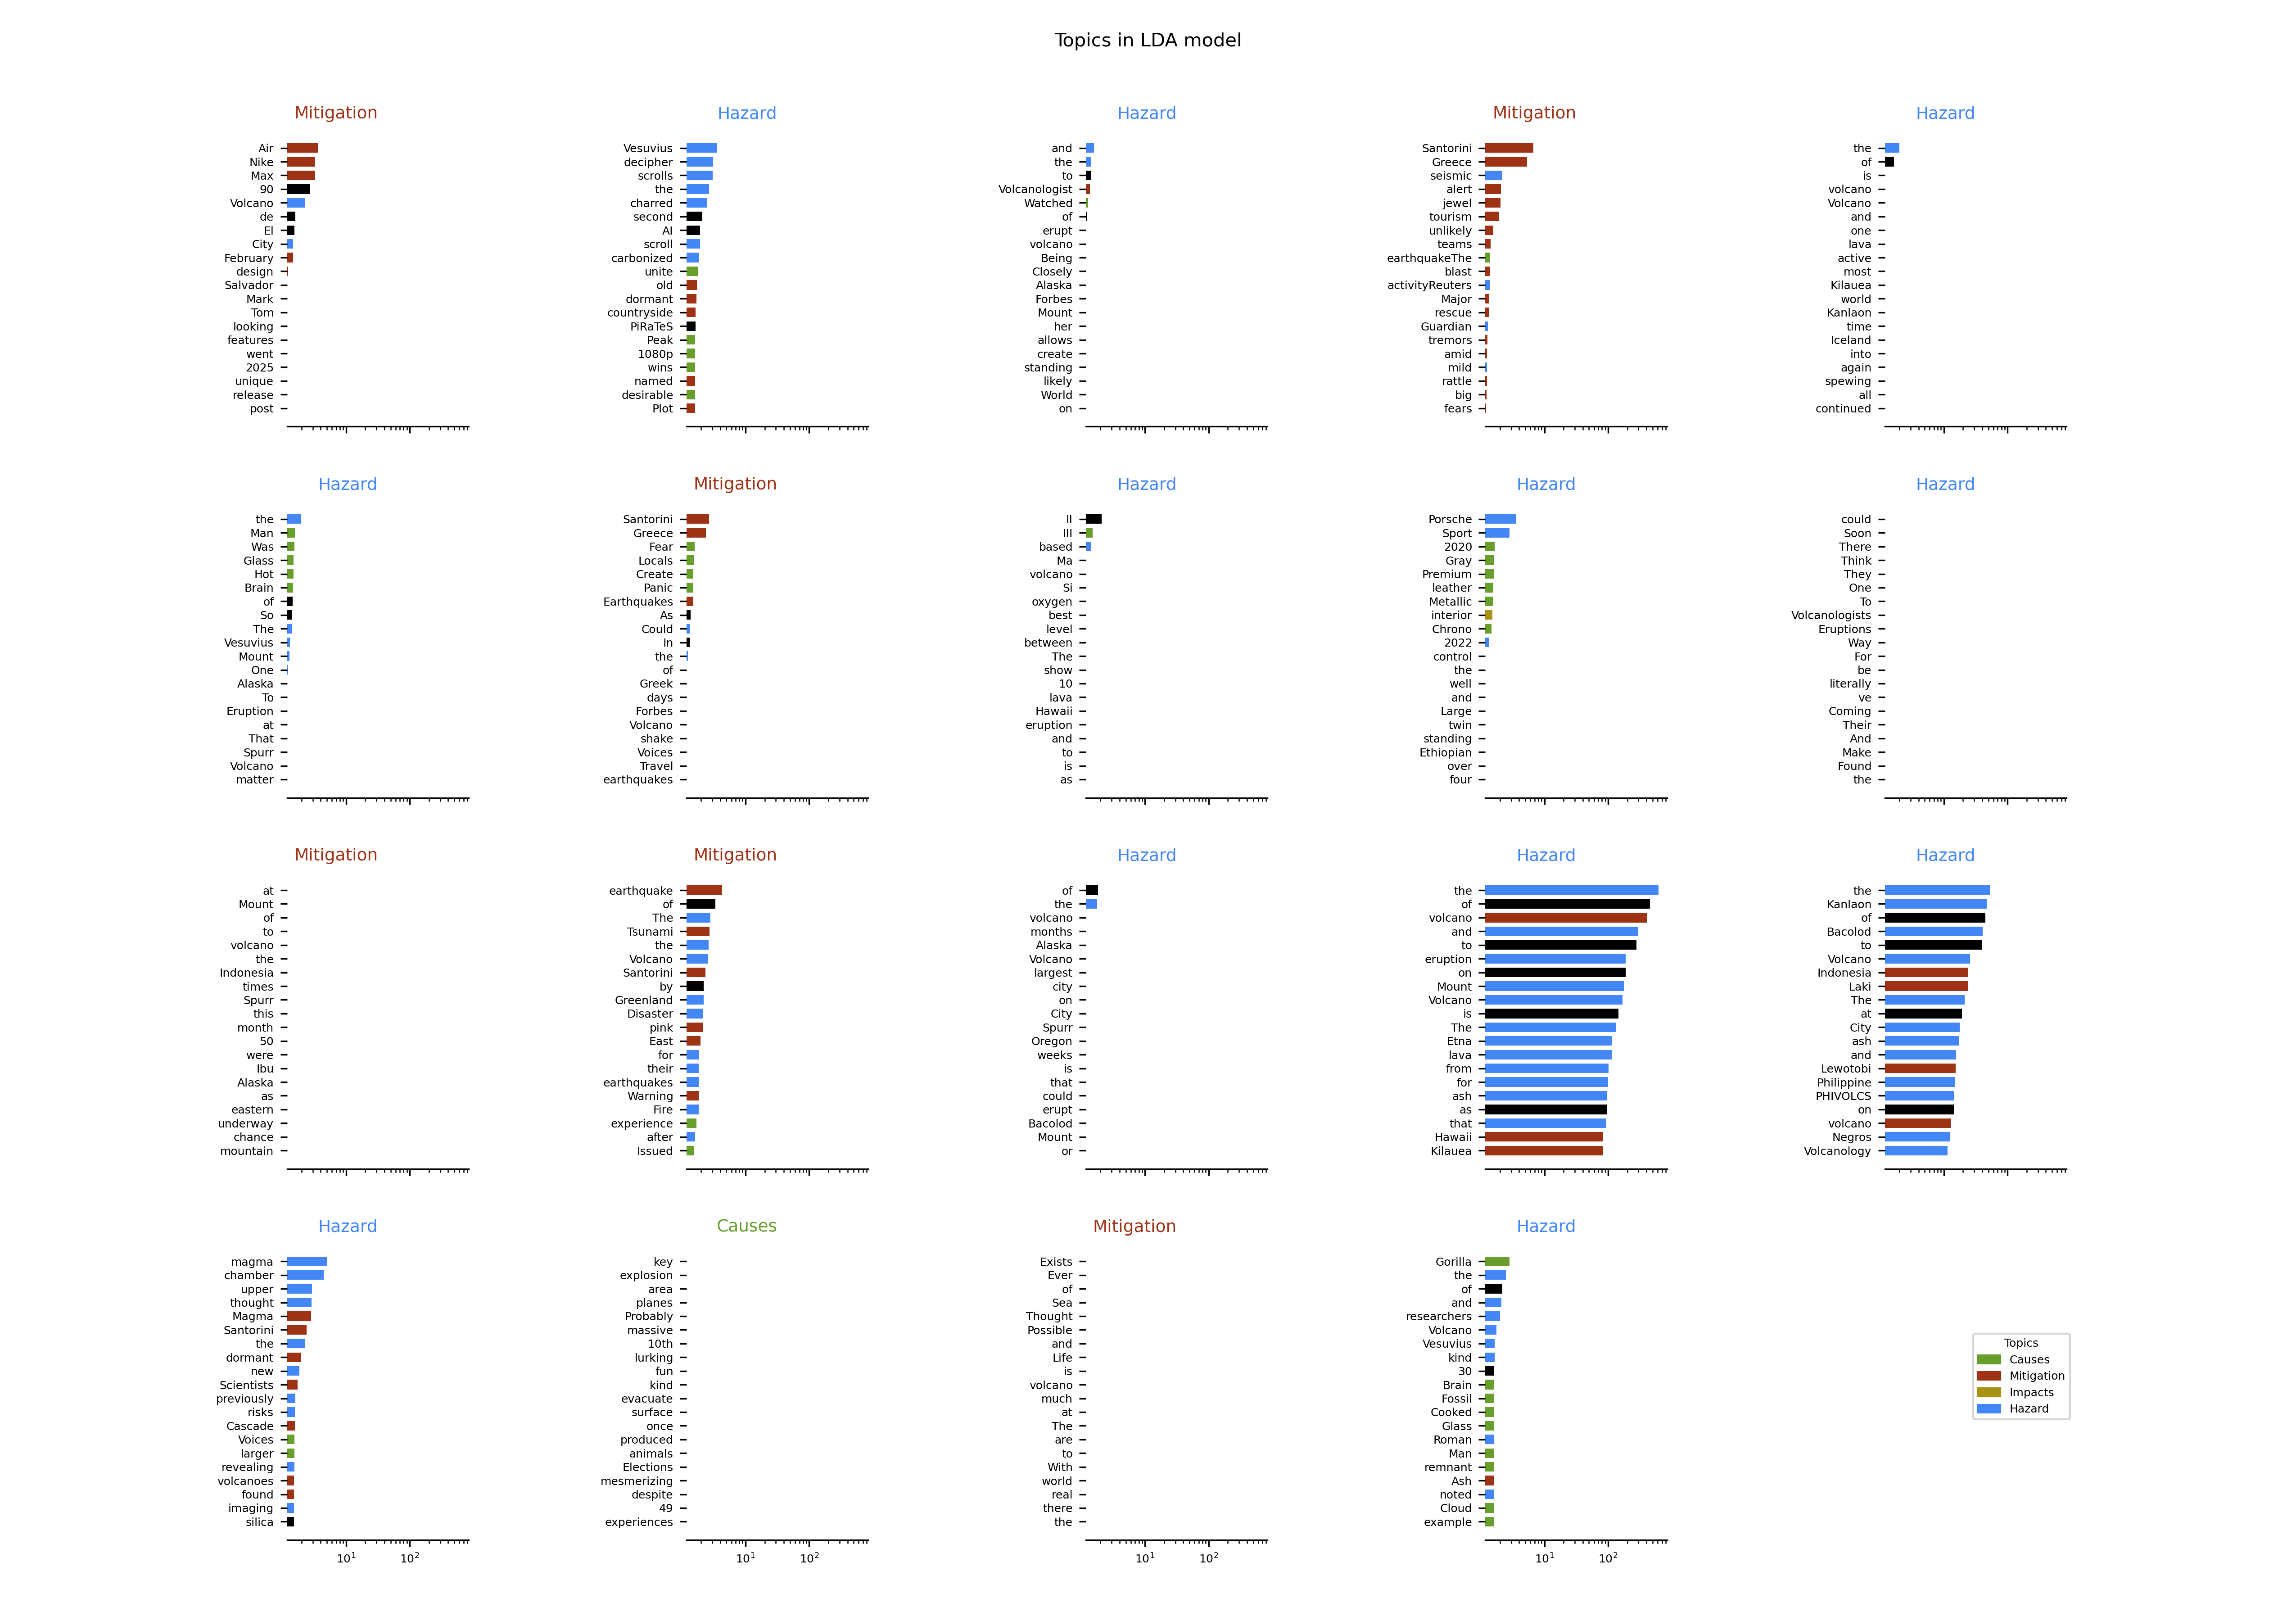 Topics in LDA model
Mitigation
Air
Nike
Max
90
Volcano
de
El
City
February
design
Salvador
Mark
Tom
looking
features
went
2025
unique
release
post
Hazard
Vesuvius
decipher
scrolls
the
charred
second
AI
scroll
carbonized
unite
old
dormant
countryside
PiRaTeS
Peak
1080p
wins
named
desirable
Plot
Hazard
and
the
to
Volcanologist
Watched
of
erupt
volcano
Being
Closely
Alaska
Forbes
Mount
her
allows
create
standing
likely
World
on
Mitigation
Santorini
Greece
seismic
alert
jewel
tourism
unlikely
teams
earthquakeThe
blast
activityReuters
Major
rescue
Guardian
tremors
amid
mild
rattle
big
fears
Hazard
the
of
is
volcano
Volcano
and
one
lava
active
most
Kilauea
world
Kanlaon
time
Iceland
into
again
spewing
all
continued
Hazard
the
Man
Was
Glass
Hot
Brain
of
So
The
Vesuvius
Mount
One
Alaska
To
Eruption
at
That
Spurr
Volcano
matter
Mitigation
Santorini
Greece
Fear
Locals
Create
Panic
Earthquakes
As
Could
In
the
of
Greek
days
Forbes
Volcano
shake
Voices
Travel
earthquakes
Hazard
II
III
based
Ma
volcano
Si
oxygen
best
level
between
The
show
10
lava
Hawaii
eruption
and
to
is
as
Hazard
Porsche
Sport
2020
Gray
Premium
leather
Metallic
interior
Chrono
2022
control
the
well
and
Large
twin
standing
Ethiopian
over
four
Hazard
could
Soon
There
Think
They
One
To
Volcanologists
Eruptions
Way
For
be
literally
ve
Coming
Their
And
Make
Found
the
Mitigation
at
Mount
of
to
volcano
the
Indonesia
times
Spurr
this
month
50
were
Ibu
Alaska
as
eastern
underway
chance
mountain
Mitigation
earthquake
of
The
Tsunami
the
Volcano
Santorini
by
Greenland
Disaster
pink
East
for
their
earthquakes
Warning
Fire
experience
after
Issued
Hazard
of
the
volcano
months
Alaska
Volcano
largest
city
on
City
Spurr
Oregon
weeks
is
that
could
erupt
Bacolod
Mount
or
Hazard
the
of
volcano
and
to
eruption
on
Mount
Volcano
is
The
Etna
lava
from
for
ash
as
that
Hawaii
Kilauea
Hazard
the
Kanlaon
of
Bacolod
to
Volcano
Indonesia
Laki
The
at
City
ash
and
Lewotobi
Philippine
PHIVOLCS
on
volcano
Negros
Volcanology
Hazard
magma
chamber
upper
thought
Magma
Santorini
the
dormant
new
Scientists
previously
risks
Cascade
Voices
larger
revealing
volcanoes
found
imaging
silica
10¹ 10²
Causes
key
explosion
area
planes
Probably
massive
10th
lurking
fun
kind
evacuate
surface
once
produced
animals
Elections
mesmerizing
despite
49
experiences
10¹ 10²
Mitigation
Exists
Ever
of
Sea
Thought
Possible
and
Life
is
volcano
much
at
The
are
to
With
world
real
there
the
10¹ 10²
Hazard
Gorilla
the
of
and
researchers
Volcano
Vesuvius
kind
30
Brain
Fossil
Cooked
Glass
Roman
Man
remnant
Ash
noted
Cloud
example
10¹ 10²
Topics
Causes
Mitigation
Impacts
Hazard